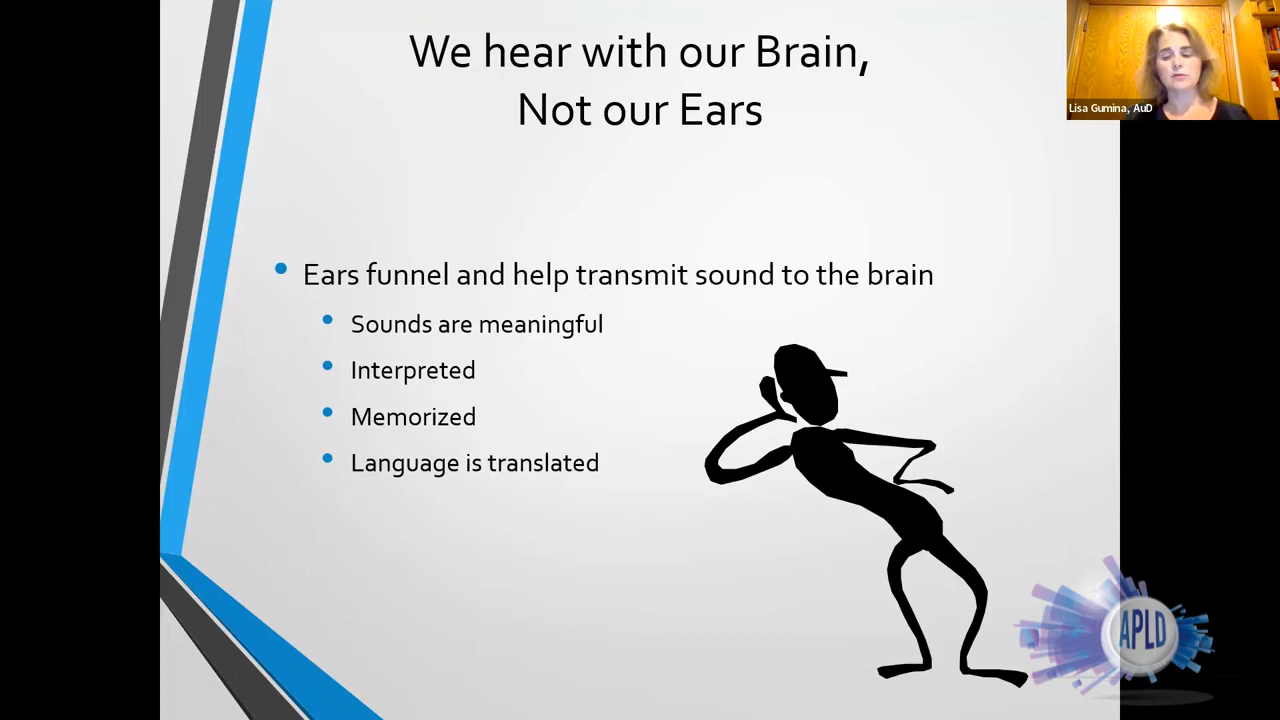 We hear with our Brain,
Not our Ears
Lisa Gumina, AuD
Ears funnel and help transmit sound to the brain
Sounds are meaningful
Interpreted
Memorized
Language is translated
APLD